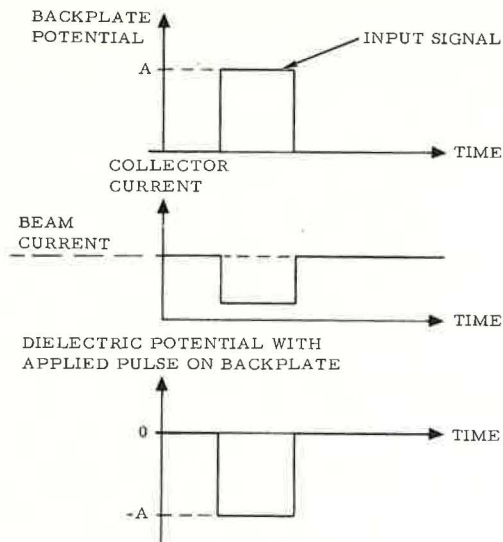 BACKPLATE
POTENTIAL
INPUT SIGNAL
A
TIME
COLLECTOR
CURRENT
BEAM
CURRENT
TIME
DIELECTRIC POTENTIAL WITH
APPLIED PULSE ON BACKPLATE
0
TIME
-A